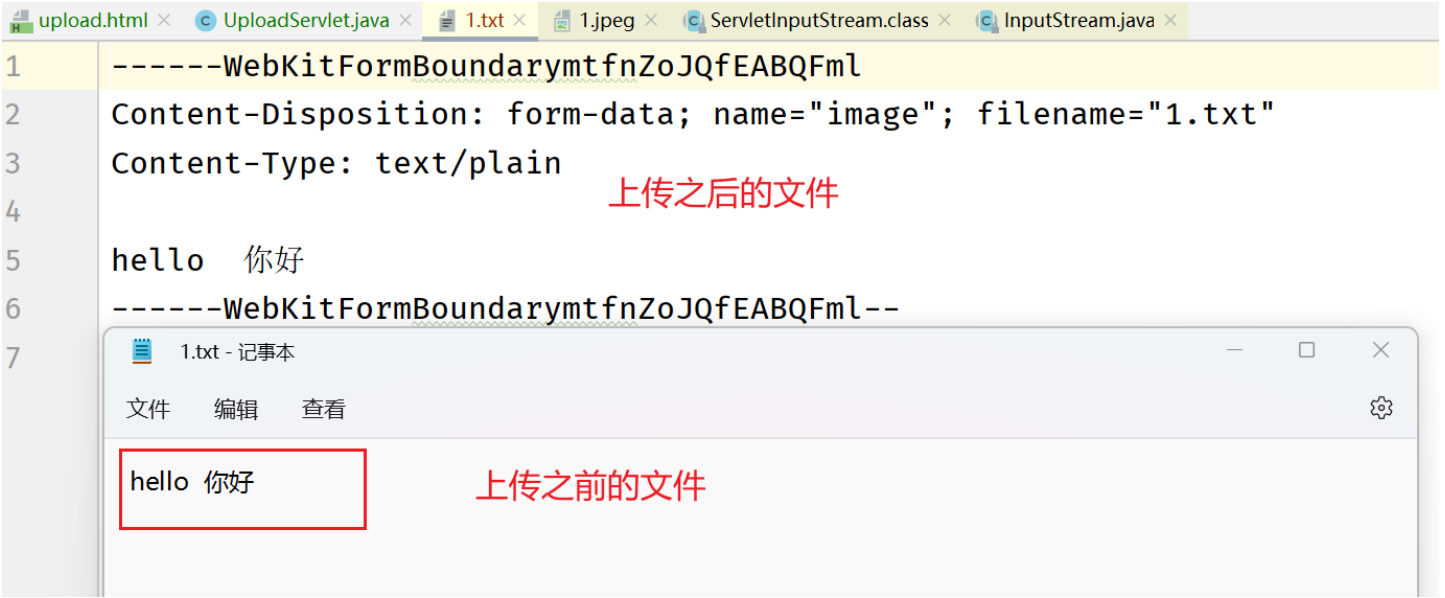 upload.html UploadServlet.java 1.txt 1.jpeg ServletInputStream.class InputStream.java
1 ------WebKitFormBoundarymtfnZoJQfEABQFml
2 Content-Disposition: form-data; name="image"; filename="1.txt"
3 Content-Type: text/plain
上传之后的文件
4
5 hello  你好
6 ------WebKitFormBoundarymtfnZoJQfEABQFml--
7
1.txt - 记事本
文件 编辑 查看
hello 你好
上传之前的文件